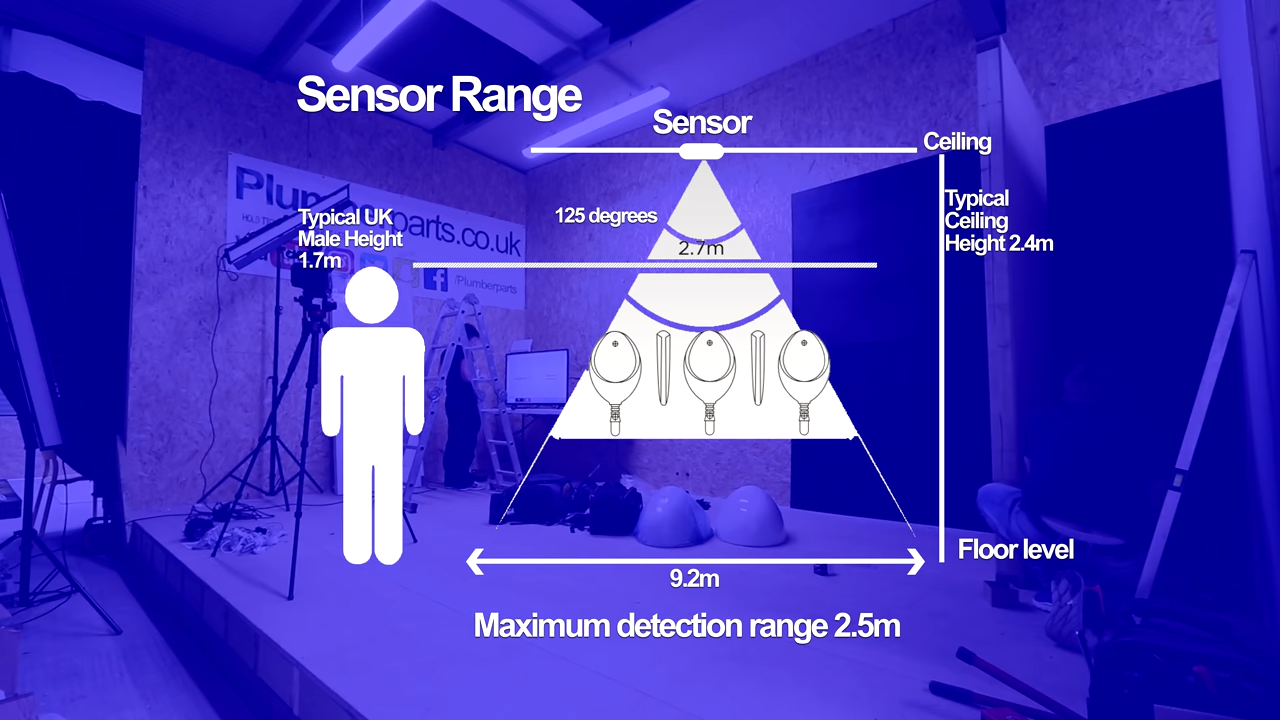 Sensor Range
Sensor
Ceiling
Typical
Ceiling
Height 2.4m
125 degrees
2.7m
Typical UK
Male Height
1.7m
Plumberparts.co.uk
/Plumberparts
9.2m
Floor level
Maximum detection range 2.5m